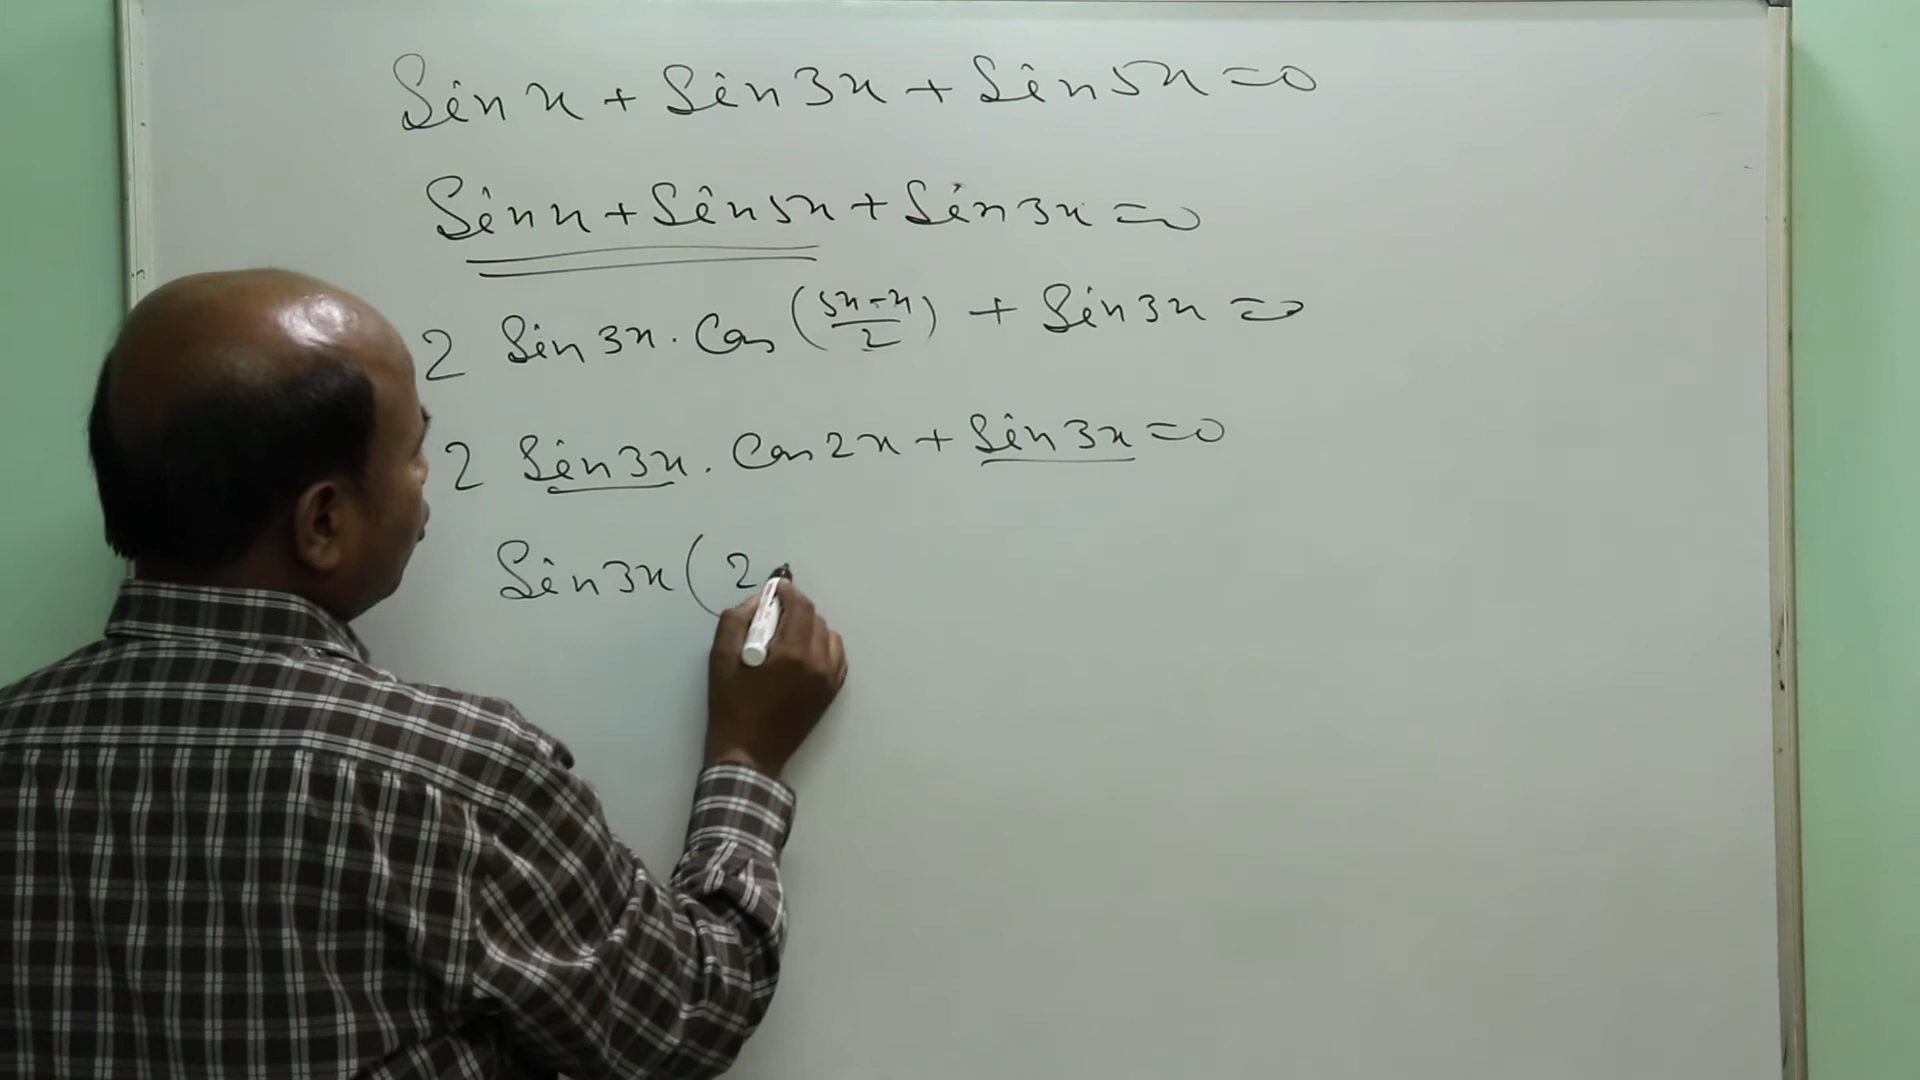 Sin x + Sin 3x + Sin 5x = 0
Sin x + Sin 5x + Sin 3x = 0
2 Sin 3x . Cos (5x - x / 2) + Sin 3x = 0
2 Sin 3x . Cos 2x + Sin 3x = 0
Sin 3x ( 2